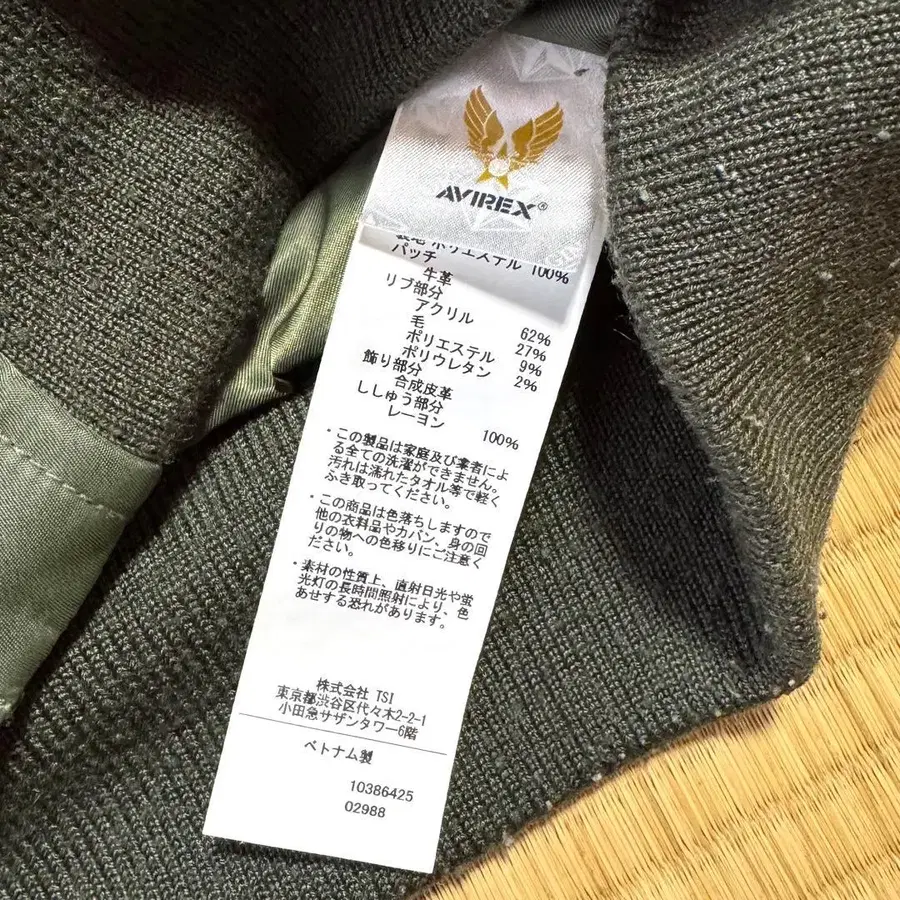 AVIREX®
表地 ポリエステル 100%
パッチ
牛革
リブ部分
アクリル 62%
毛 27%
ポリエステル 9%
ポリウレタン 2%
飾り部分
合成皮革
ししゅう部分
レーヨン 100%
・この製品は家庭及び業者によ
る全ての洗濯ができません。
汚れは濡れたタオル等で軽く
ふき取ってください。
・この商品は色落ちしますので
他の衣料品やカバン、身の回
りの物への色移りにご注意く
ださい。
・素材の性質上、直射日光や蛍
光灯の長時間照射により、色
あせする恐れがあります。
株式会社 TSI
東京都渋谷区代々木2-2-1
小田急サザンタワー6階
ベトナム製
10386425
02988